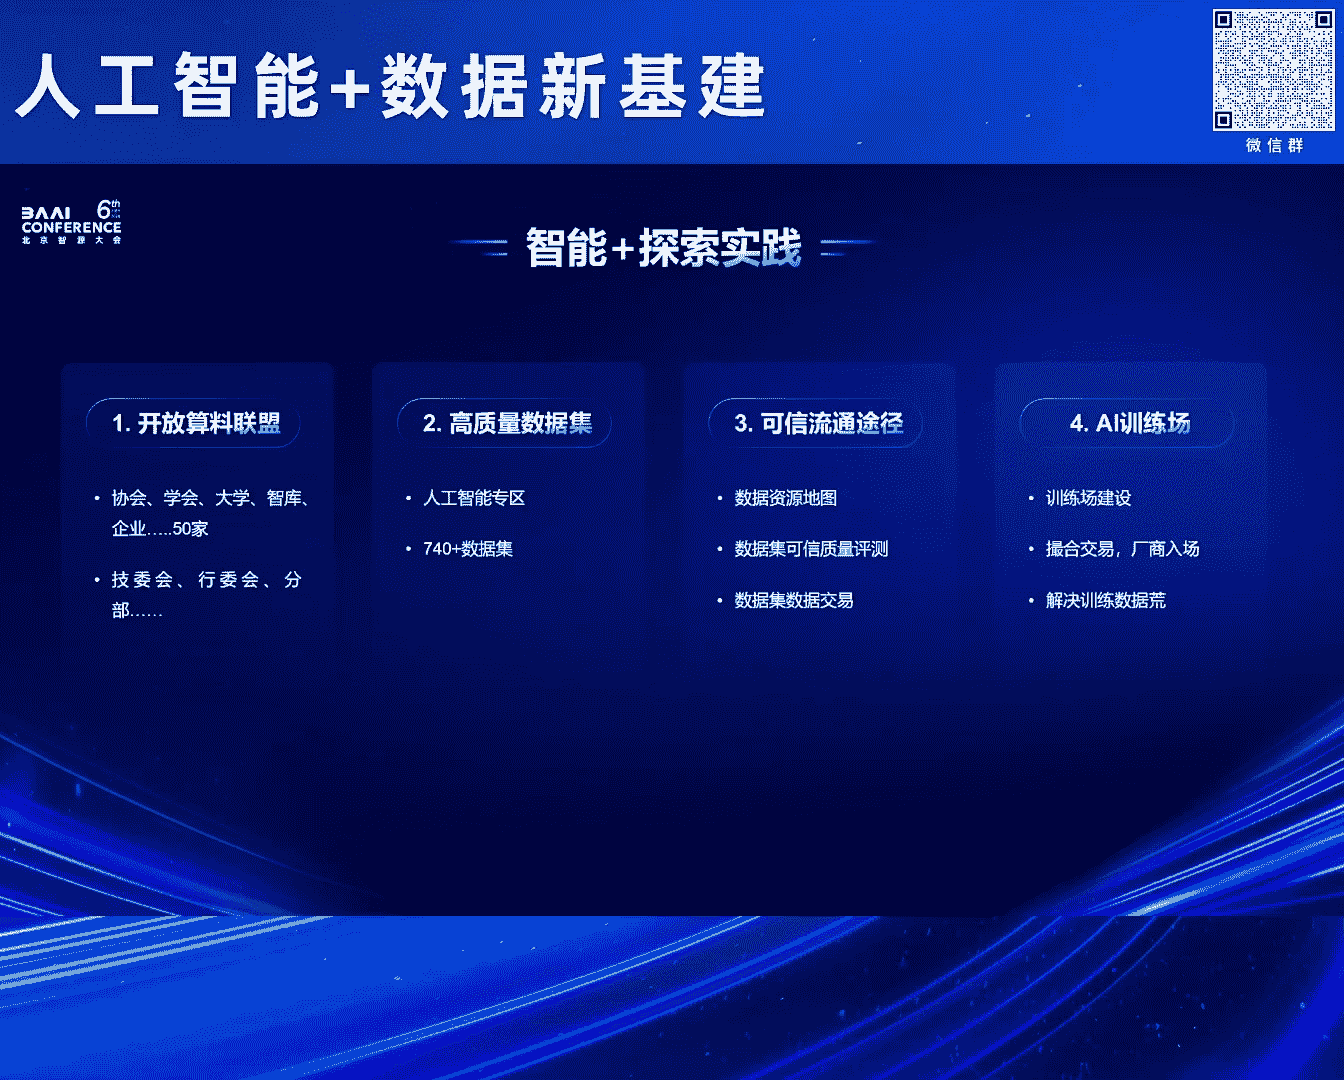 人工智能+数据新基建
微信群
BAAI 6th
CONFERENCE
北京智源大会
智能+探索实践
1. 开放算料联盟
• 协会、学会、大学、智库、
企业.....50家
• 技委会、行委会、分
部......
2. 高质量数据集
• 人工智能专区
• 740+数据集
3. 可信流通途径
• 数据资源地图
• 数据集可信质量评测
• 数据集数据交易
4. AI训练场
• 训练场建设
• 撮合交易，厂商入场
• 解决训练数据荒